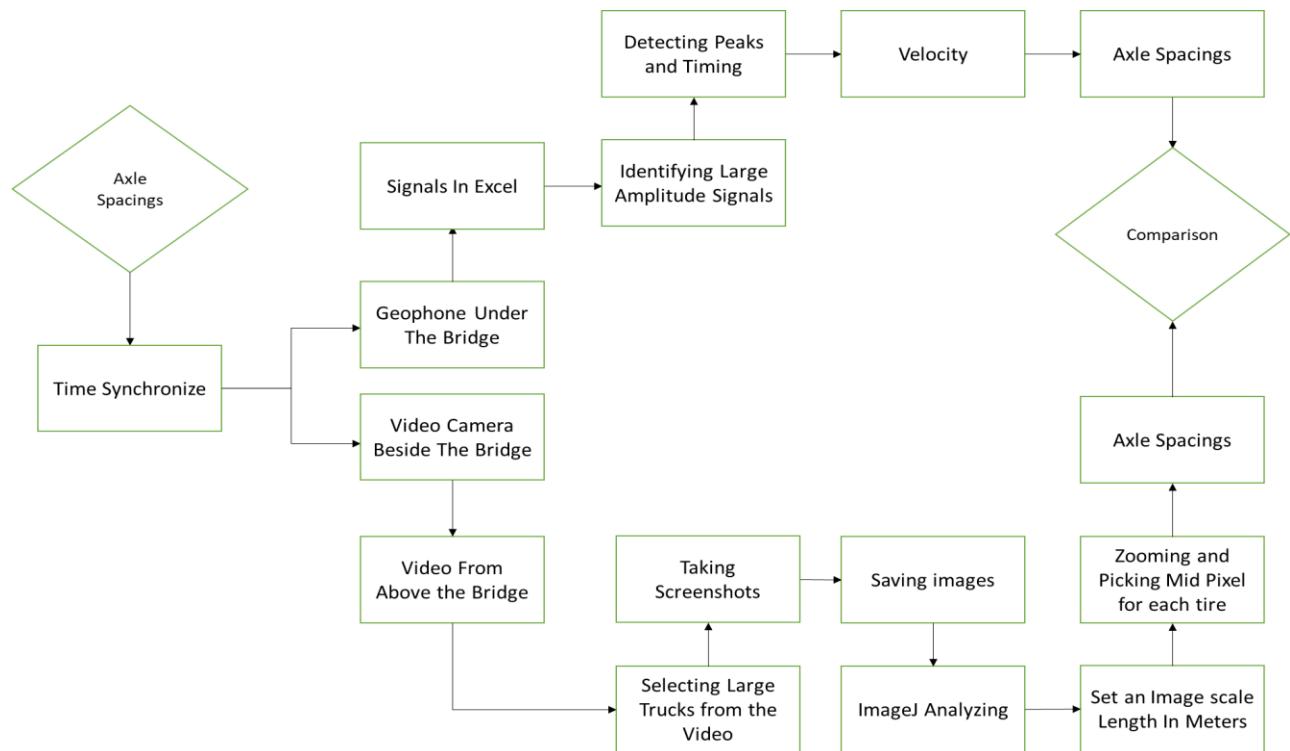 Detecting Peaks
and Timing
Velocity
Axle Spacings
Axle
Spacings
Signals In Excel
Identifying Large
Amplitude Signals
Comparison
Geophone Under
The Bridge
Time Synchronize
Video Camera
Beside The Bridge
Axle Spacings
Video From
Above the Bridge
Taking
Screenshots
Saving images
Zooming and
Picking Mid Pixel
for each tire
Selecting Large
Trucks from the
Video
ImageJ Analyzing
Set an Image scale
Length In Meters